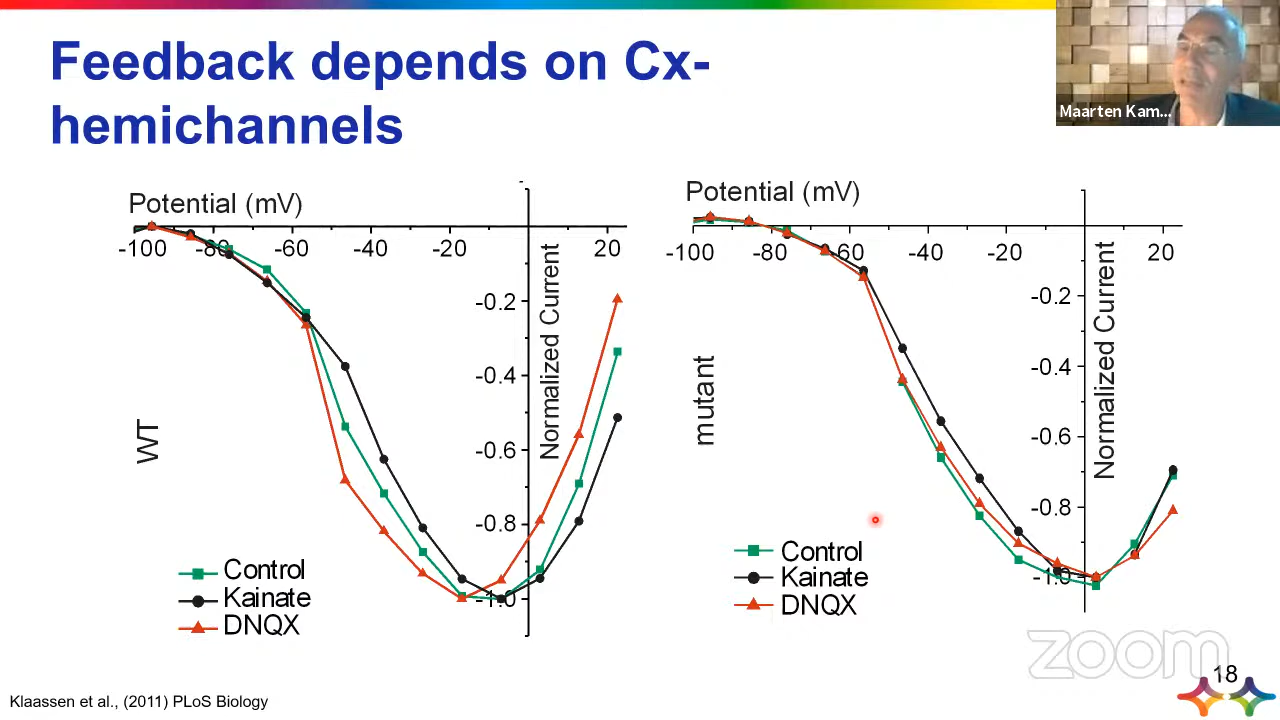 Feedback depends on Cx-
hemichannels
Maarten Kam...
Potential (mV)
-100 -80 -60 -40 -20 20
-0.2
-0.4
-0.6
-0.8
-1.0
Normalized Current
WT
Control
Kainate
DNQX
Potential (mV)
-100 -80 -60 -40 -20 20
-0.2
-0.4
-0.6
-0.8
-1.0
Normalized Current
mutant
Control
Kainate
DNQX
zoom
18
Klaassen et al., (2011) PLoS Biology